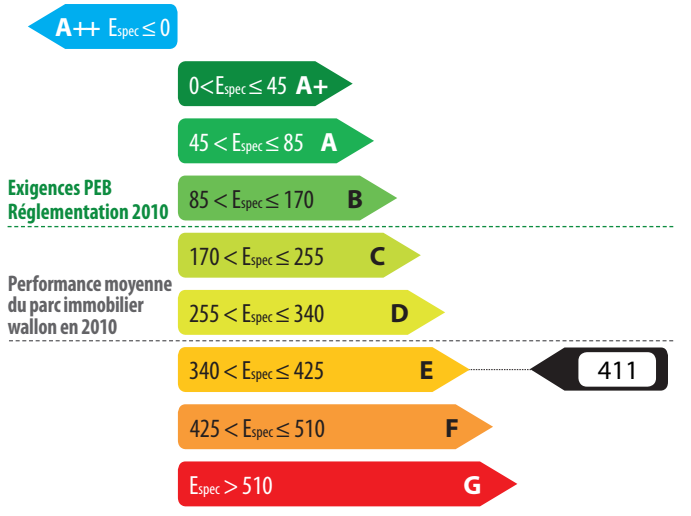 A++ Espec ≤ 0
0 < Espec ≤ 45 A+
45 < Espec ≤ 85 A
Exigences PEB
Réglementation 2010
85 < Espec ≤ 170 B
170 < Espec ≤ 255 C
Performance moyenne
du parc immobilier
wallon en 2010
255 < Espec ≤ 340 D
340 < Espec ≤ 425 E
411
425 < Espec ≤ 510 F
Espec > 510 G